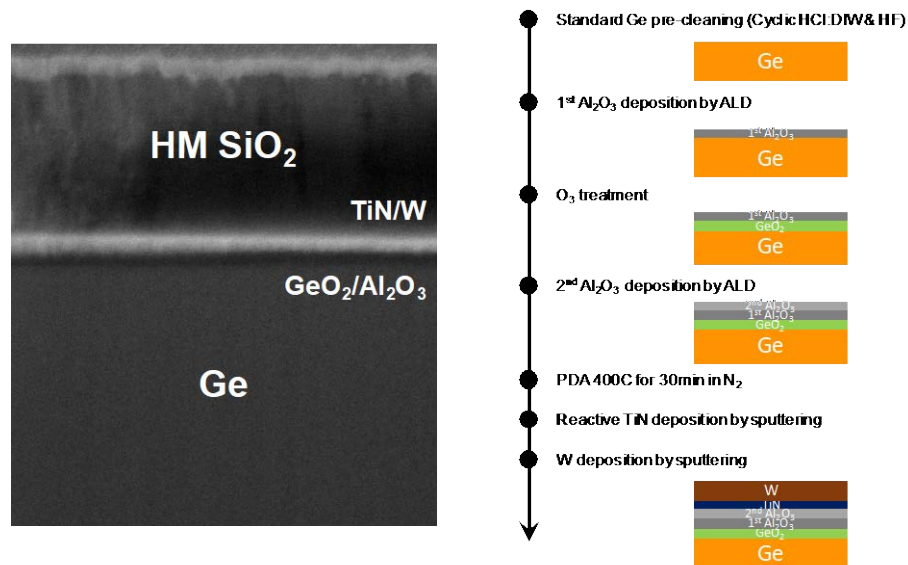 HM SiO₂
TiN/W
GeO₂/Al₂O₃
Ge
Standard Ge pre-cleaning (Cyclic HCl:DIW & HF)
Ge
1st Al₂O₃ deposition by ALD
1st Al₂O₃
Ge
O₃ treatment
1st Al₂O₃
GeO₂
Ge
2nd Al₂O₃ deposition by ALD
2nd Al₂O₃
1st Al₂O₃
GeO₂
Ge
PDA 400C for 30min in N₂
Reactive TiN deposition by sputtering
W deposition by sputtering
W
TiN
2nd Al₂O₃
1st Al₂O₃
GeO₂
Ge